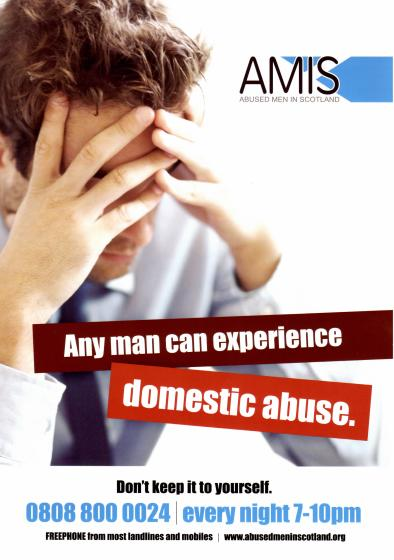 AMIS
ABUSED MEN IN SCOTLAND
Any man can experience
domestic abuse.
Don't keep it to yourself.
0808 800 0024 | every night 7-10pm
FREEPHONE from most landlines and mobiles | www.abusedmeninscotland.org